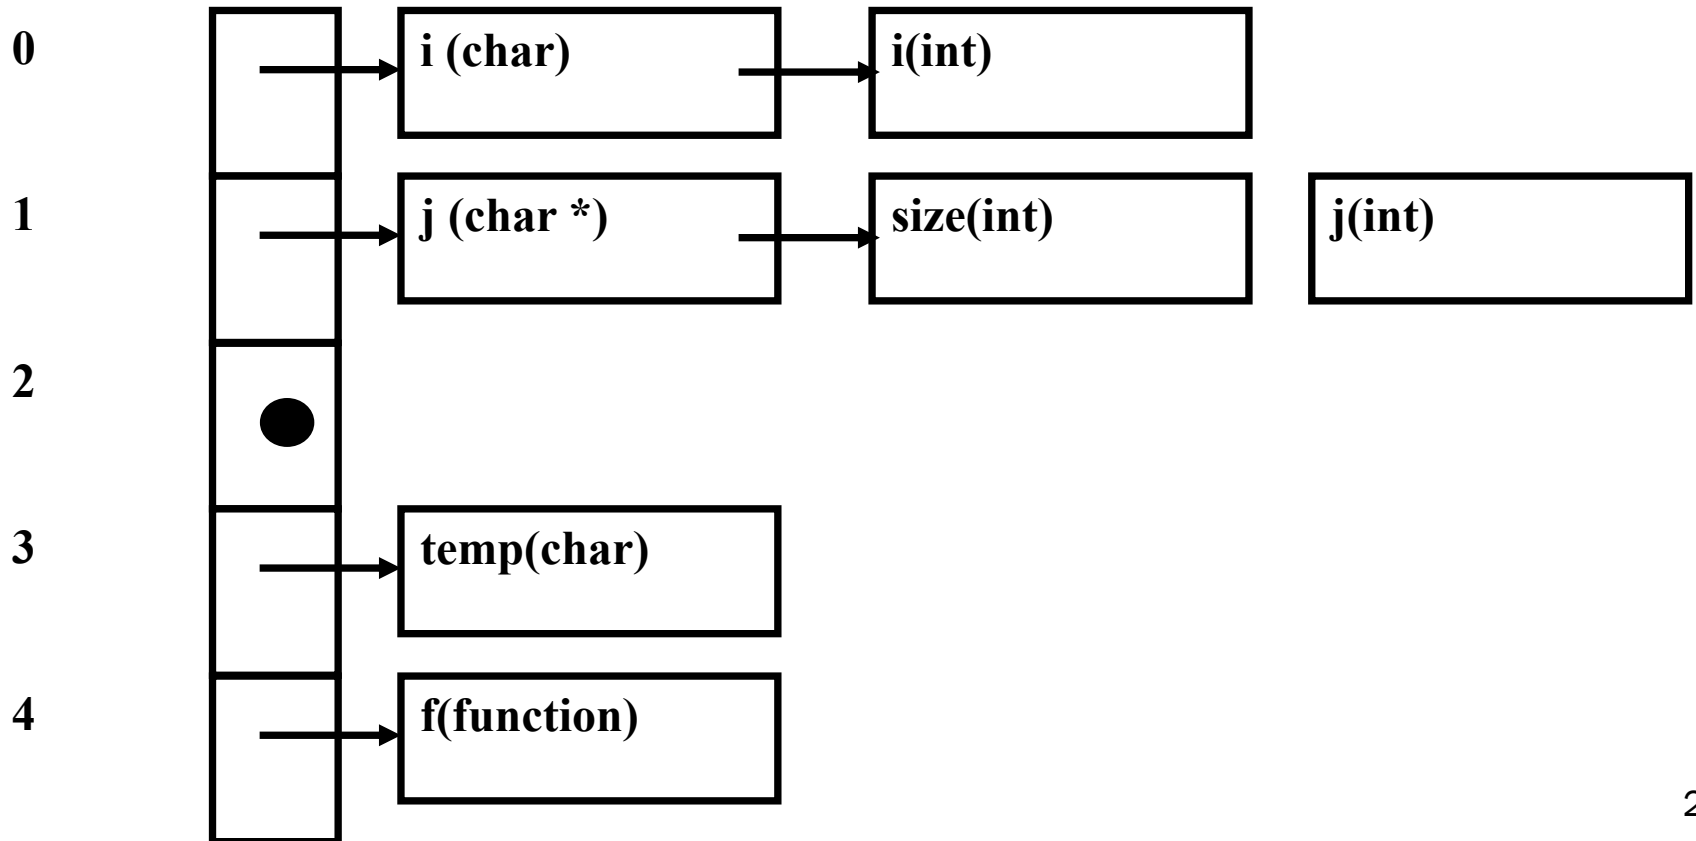 0 i (char) i(int)
1 j (char *) size(int) j(int)
2
3 temp(char)
4 f(function)
2